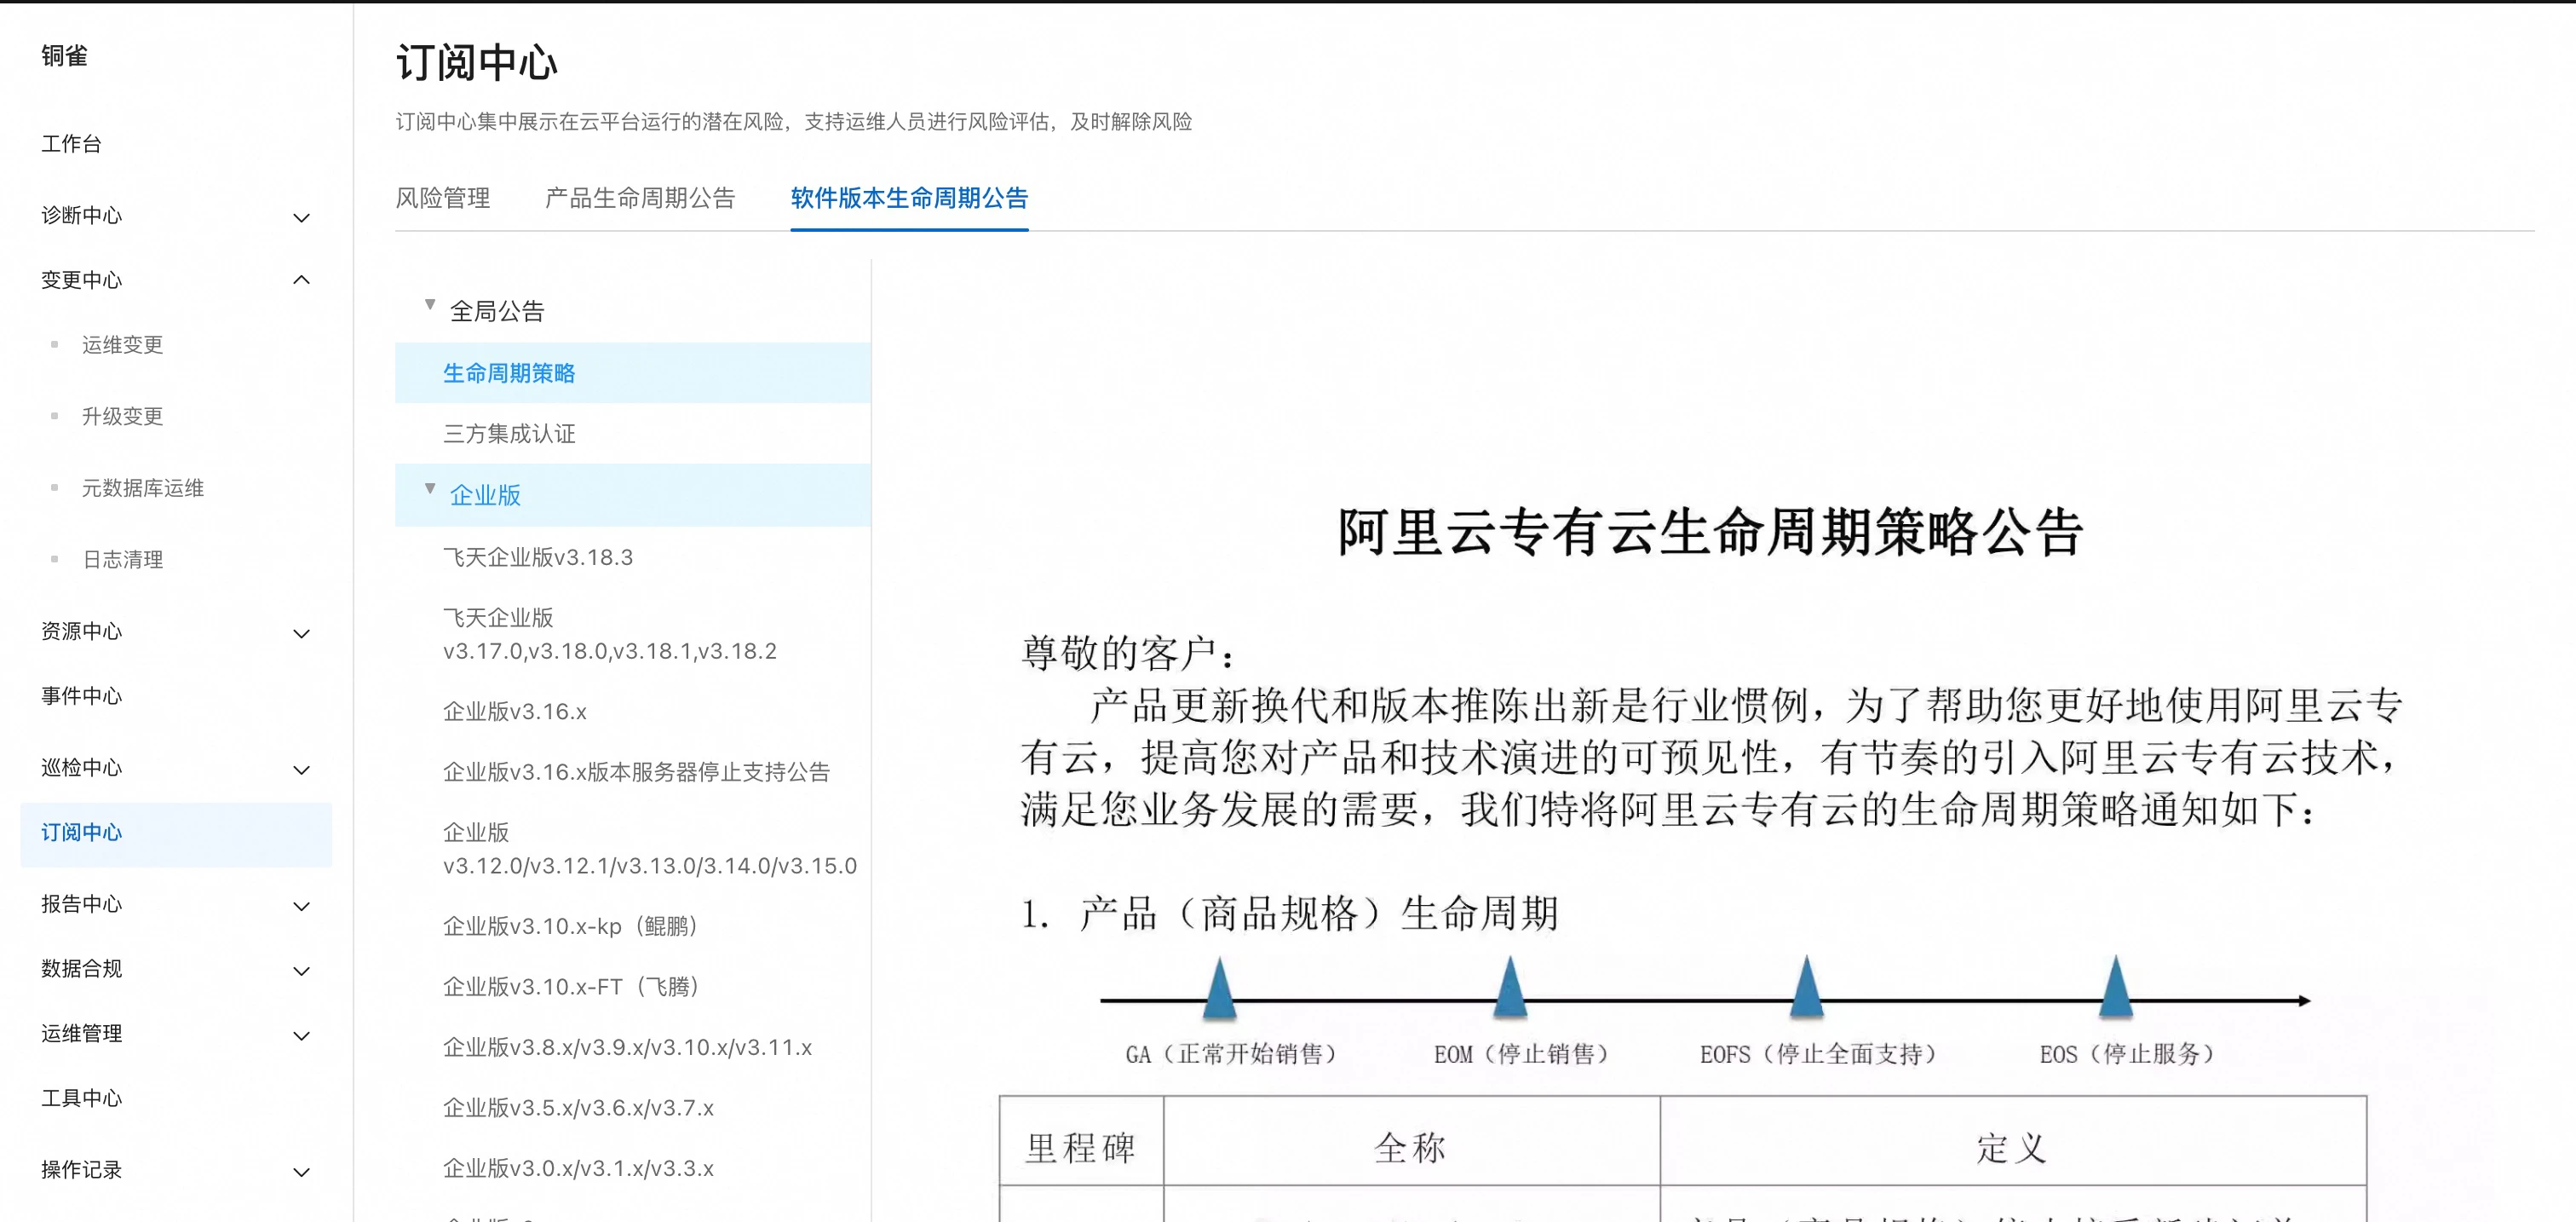 铜雀
工作台
诊断中心
变更中心
运维变更
升级变更
元数据库运维
日志清理
资源中心
事件中心
巡检中心
订阅中心
报告中心
数据合规
运维管理
工具中心
操作记录
订阅中心
订阅中心集中展示在云平台运行的潜在风险，支持运维人员进行风险评估，及时解除风险
风险管理 产品生命周期公告 软件版本生命周期公告
全局公告
生命周期策略
三方集成认证
企业版
飞天企业版v3.18.3
飞天企业版
v3.17.0,v3.18.0,v3.18.1,v3.18.2
企业版v3.16.x
企业版v3.16.x版本服务器停止支持公告
企业版
v3.12.0/v3.12.1/v3.13.0/3.14.0/v3.15.0
企业版v3.10.x-kp（鲲鹏）
企业版v3.10.x-FT（飞腾）
企业版v3.8.x/v3.9.x/v3.10.x/v3.11.x
企业版v3.5.x/v3.6.x/v3.7.x
企业版v3.0.x/v3.1.x/v3.3.x
阿里云专有云生命周期策略公告
尊敬的客户：
产品更新换代和版本推陈出新是行业惯例，为了帮助您更好地使用阿里云专
有云，提高您对产品和技术演进的可预见性，有节奏的引入阿里云专有云技术，
满足您业务发展的需要，我们特将阿里云专有云的生命周期策略通知如下：
1. 产品（商品规格）生命周期
GA（正常开始销售） EOM（停止销售） EOFS（停止全面支持） EOS（停止服务）
里程碑 全称 定义